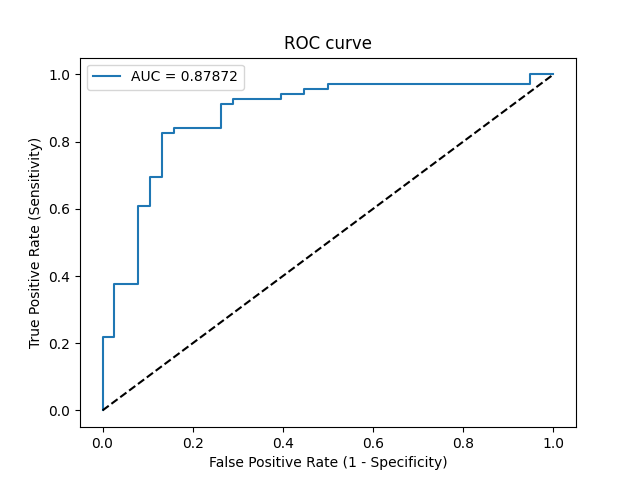 ROC curve
AUC = 0.87872
1.0
0.8
0.6
0.4
0.2
0.0
True Positive Rate (Sensitivity)
0.0 0.2 0.4 0.6 0.8 1.0
False Positive Rate (1 - Specificity)